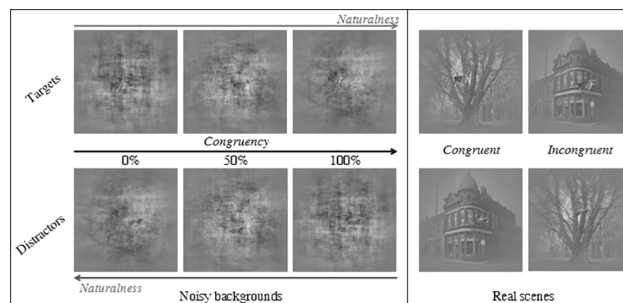 Naturalness
Targets
Congruency
0% 50% 100%
Congruent Incongruent
Distractors
Naturalness
Noisy backgrounds
Real scenes